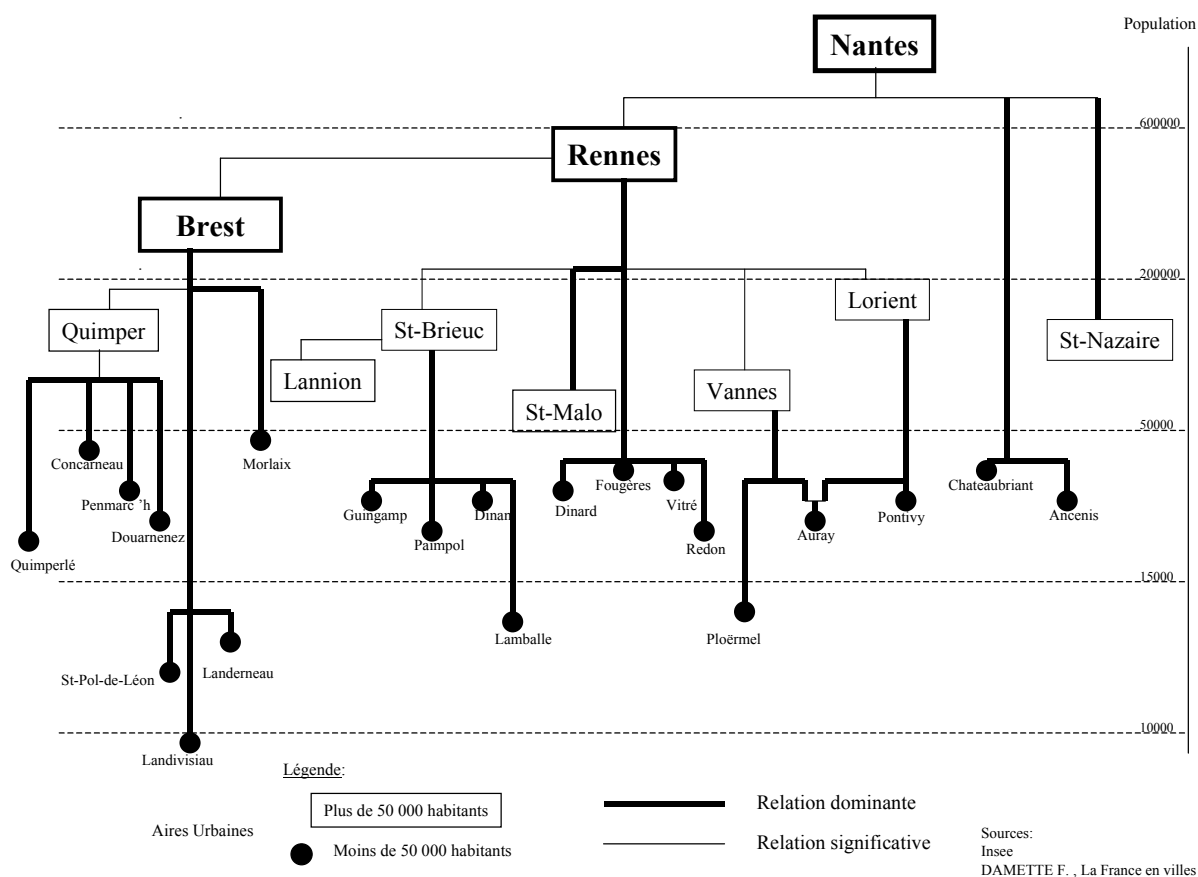 Population
Nantes
600000
Rennes
Brest
200000
Quimper
St-Brieuc
Lorient
St-Nazaire
Lannion
Vannes
St-Malo
50000
Concarneau
Morlaix
Penmarc ’h
Douarnenez
Quimperlé
Guingamp
Dinan
Paimpol
Dinard
Fougères
Vitré
Redon
Auray
Pontivy
Chateaubriant
Ancenis
15000
Lamballe
Ploërmel
St-Pol-de-Léon
Landerneau
10000
Landivisiau
Légende:
Aires Urbaines
Plus de 50 000 habitants
Moins de 50 000 habitants
Relation dominante
Relation significative
Sources:
Insee
DAMETTE F. , La France en villes